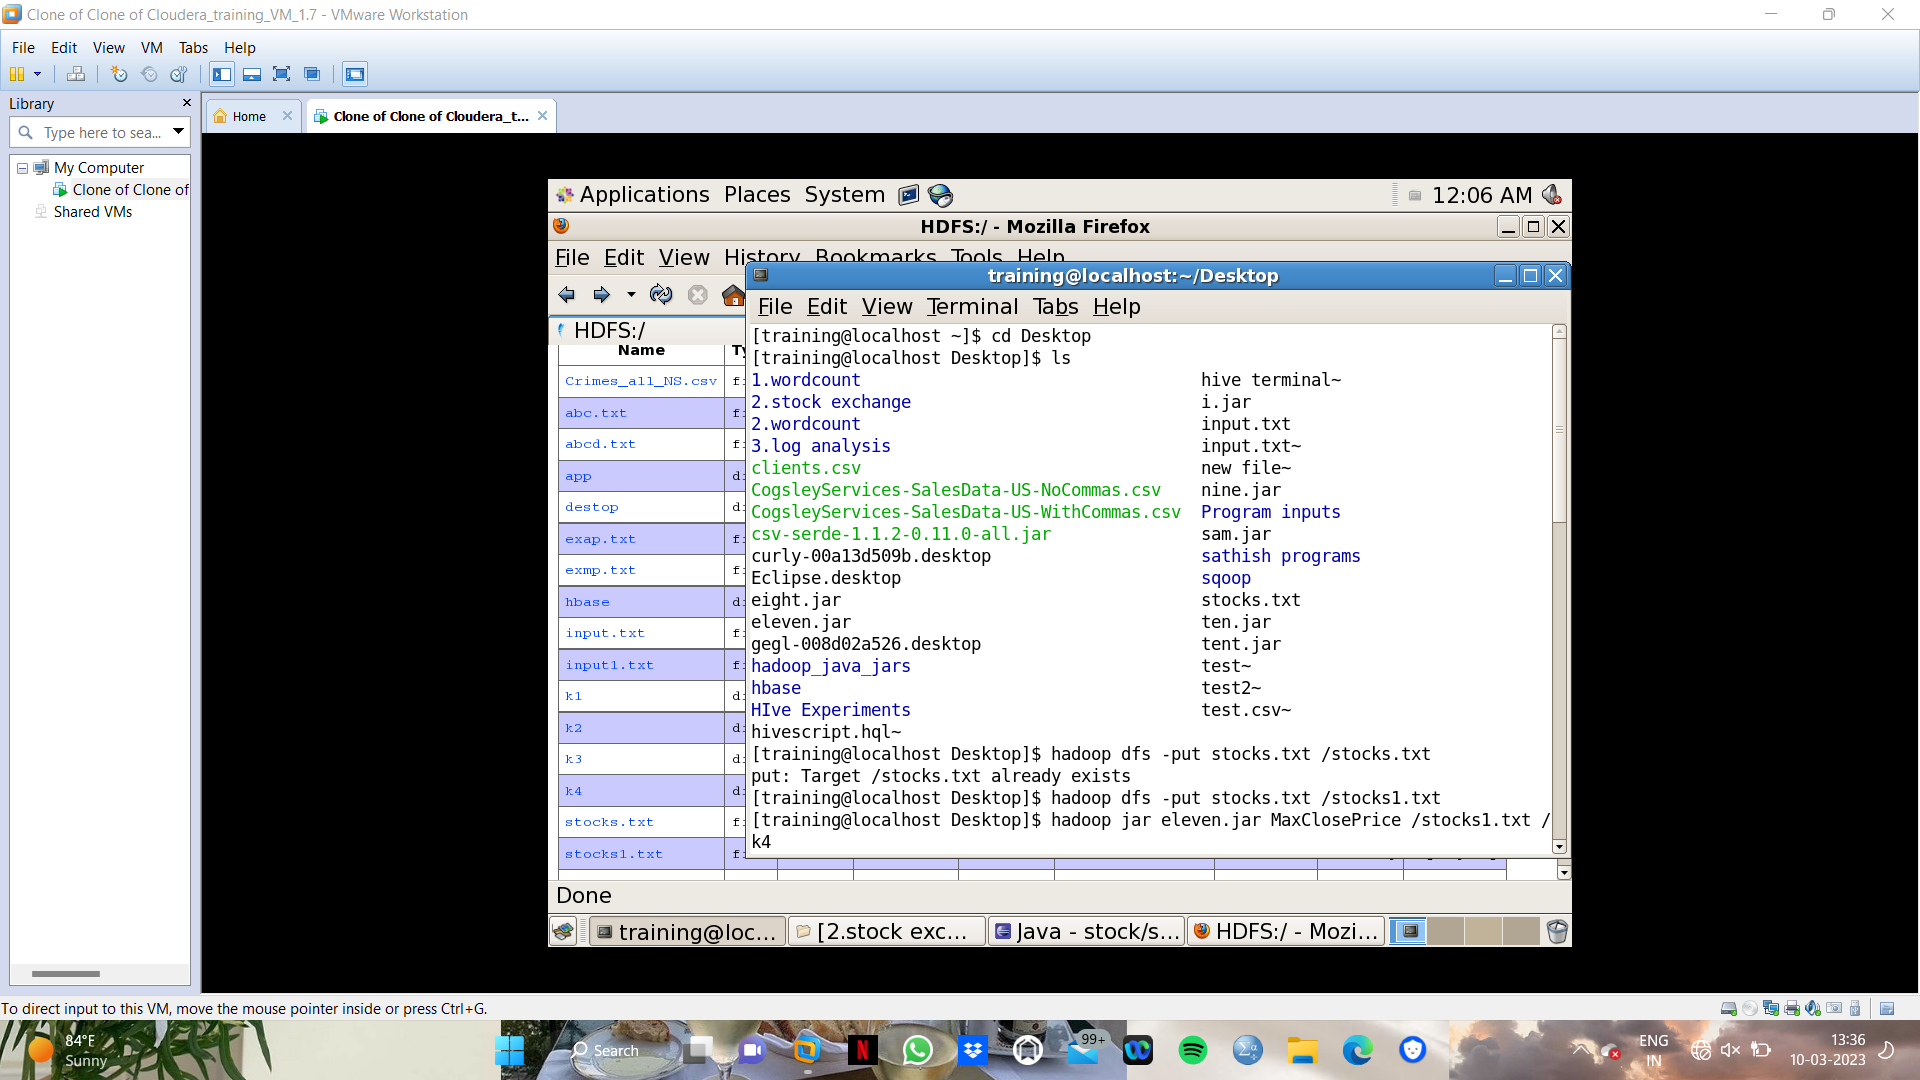 Clone of Clone of Cloudera_training_VM_1.7 - VMware Workstation
File Edit View VM Tabs Help
Library
Type here to sea...
My Computer
Clone of Clone of
Shared VMs
Home
Clone of Clone of Cloudera_t...
Applications Places System 12:06 AM
HDFS:/ - Mozilla Firefox
File Edit View History Bookmarks Tools Help
HDFS:/
Name
Crimes_all_NS.csv
abc.txt
abcd.txt
app
destop
exap.txt
exmp.txt
hbase
input.txt
input1.txt
k1
k2
k3
k4
stocks.txt
stocks1.txt
Done
training@localhost:~/Desktop
File Edit View Terminal Tabs Help
[training@localhost ~]$ cd Desktop
[training@localhost Desktop]$ ls
1.wordcount hive terminal~
2.stock exchange i.jar
2.wordcount input.txt
3.log analysis input.txt~
clients.csv new file~
CogsleyServices-SalesData-US-NoCommas.csv nine.jar
CogsleyServices-SalesData-US-WithCommas.csv Program inputs
csv-serde-1.1.2-0.11.0-all.jar sam.jar
curly-00a13d509b.desktop sathish programs
Eclipse.desktop sqoop
eight.jar stocks.txt
eleven.jar ten.jar
gegl-008d02a526.desktop tent.jar
hadoop_java_jars test~
hbase test2~
HIve Experiments test.csv~
hivescript.hql~
[training@localhost Desktop]$ hadoop dfs -put stocks.txt /stocks.txt
put: Target /stocks.txt already exists
[training@localhost Desktop]$ hadoop dfs -put stocks.txt /stocks1.txt
[training@localhost Desktop]$ hadoop jar eleven.jar MaxClosePrice /stocks1.txt /
k4
training@loc... [2.stock exc... Java - stock/s... HDFS:/ - Mozi...
To direct input to this VM, move the mouse pointer inside or press Ctrl+G.
84°F
Sunny
Search
99+
ENG
IN
13:36
10-03-2023